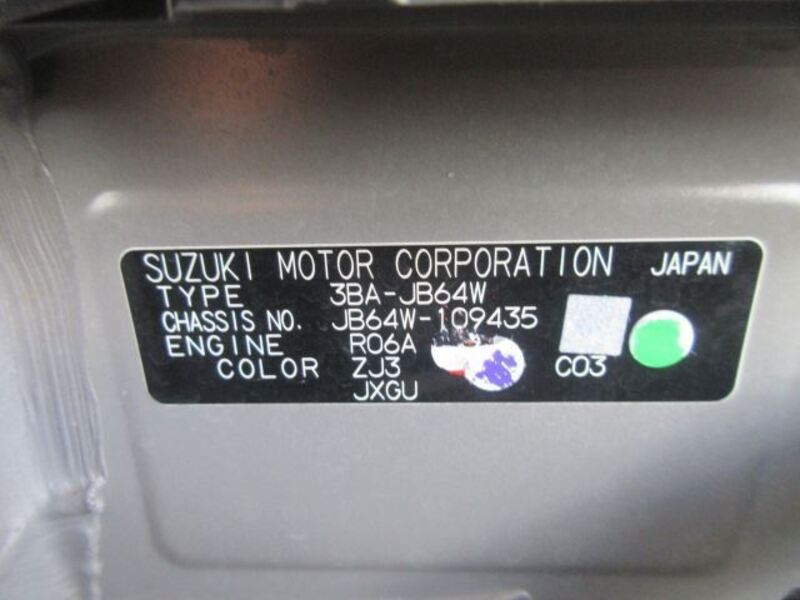 SUZUKI MOTOR CORPORATION JAPAN
TYPE 3BA-JB64W
CHASSIS NO. JB64W-109435
ENGINE R06A
COLOR ZJ3 C03
JXGU